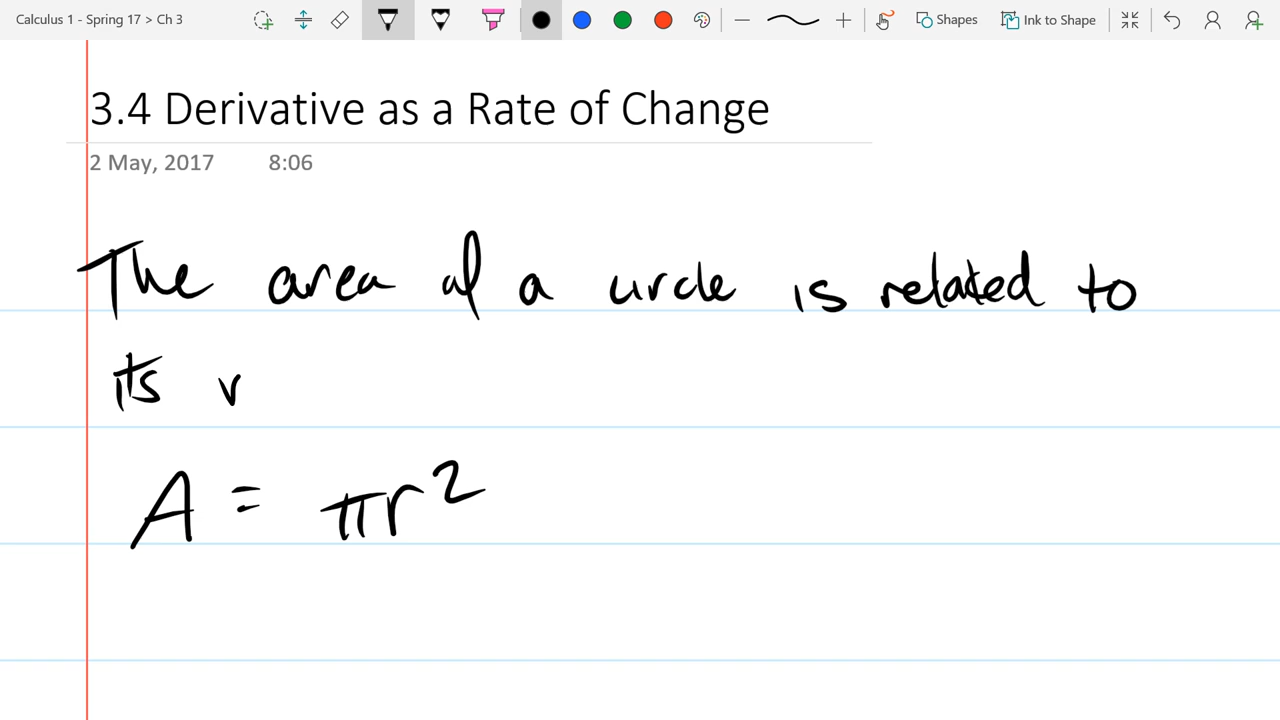 Calculus 1 - Spring 17 > Ch 3
Shapes
Ink to Shape
3.4 Derivative as a Rate of Change
2 May, 2017 8:06
The area of a circle is related to
its r
A = πr²